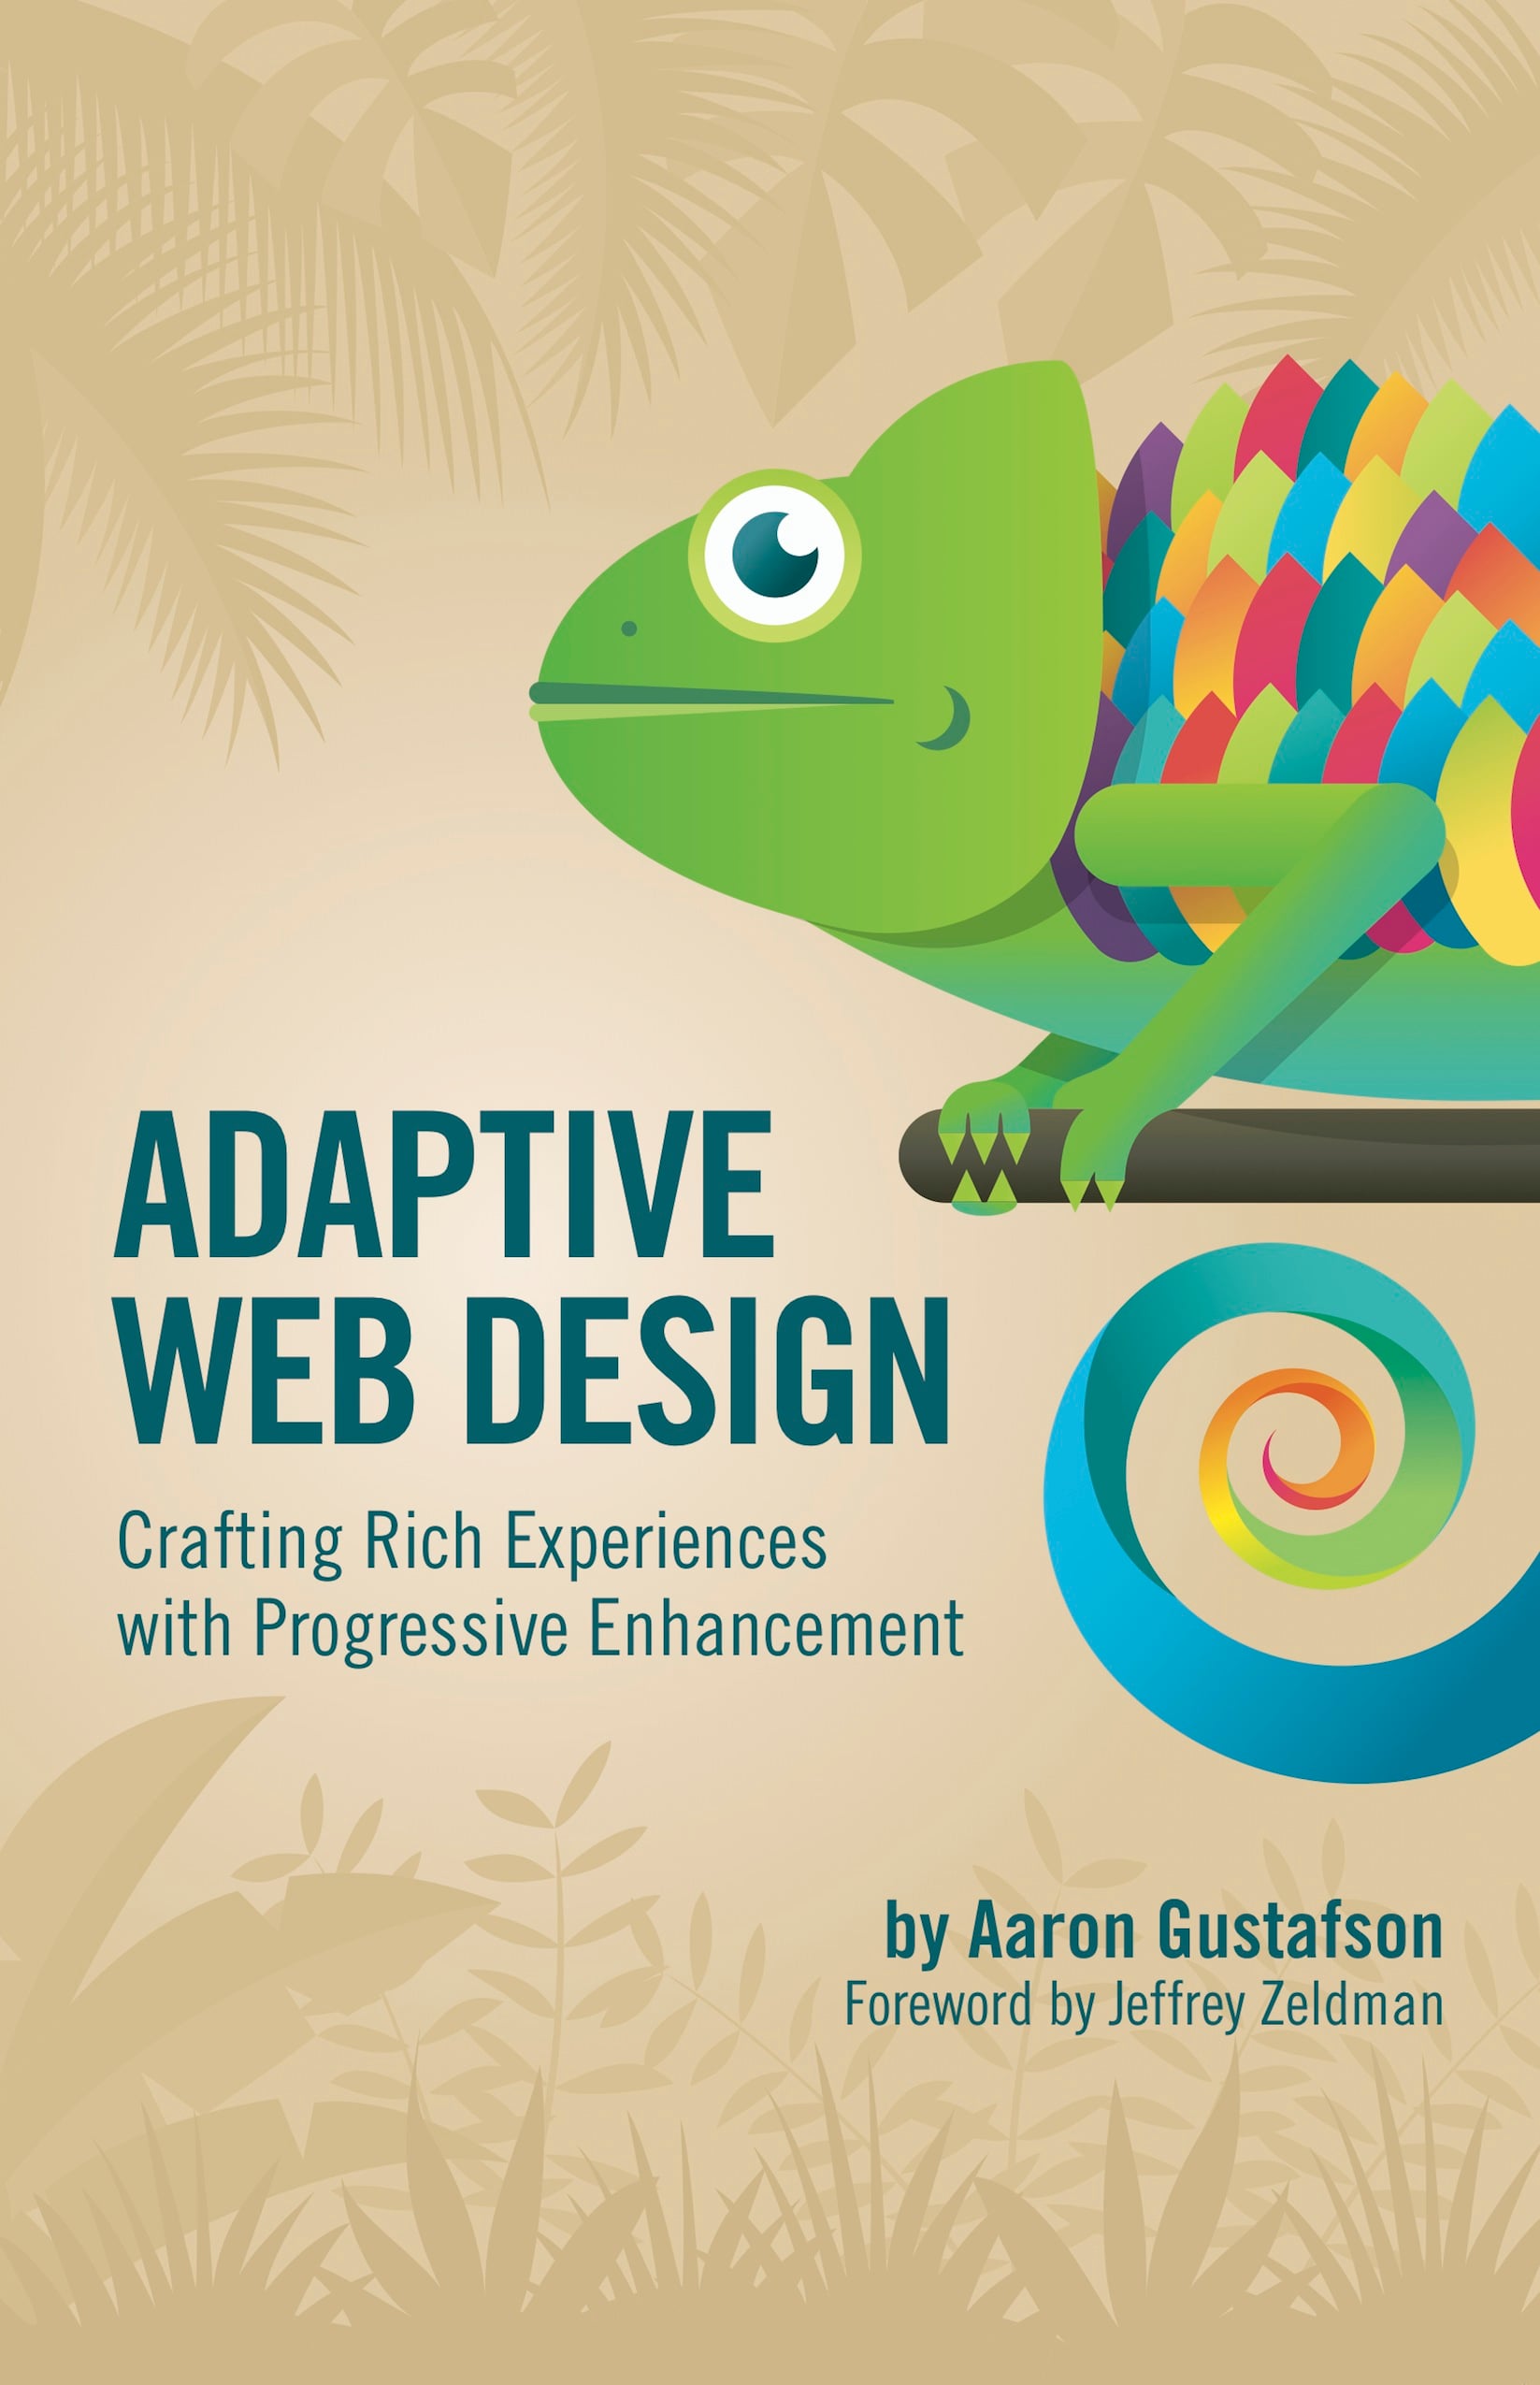 ADAPTIVE
WEB DESIGN
Crafting Rich Experiences
with Progressive Enhancement
by Aaron Gustafson
Foreword by Jeffrey Zeldman